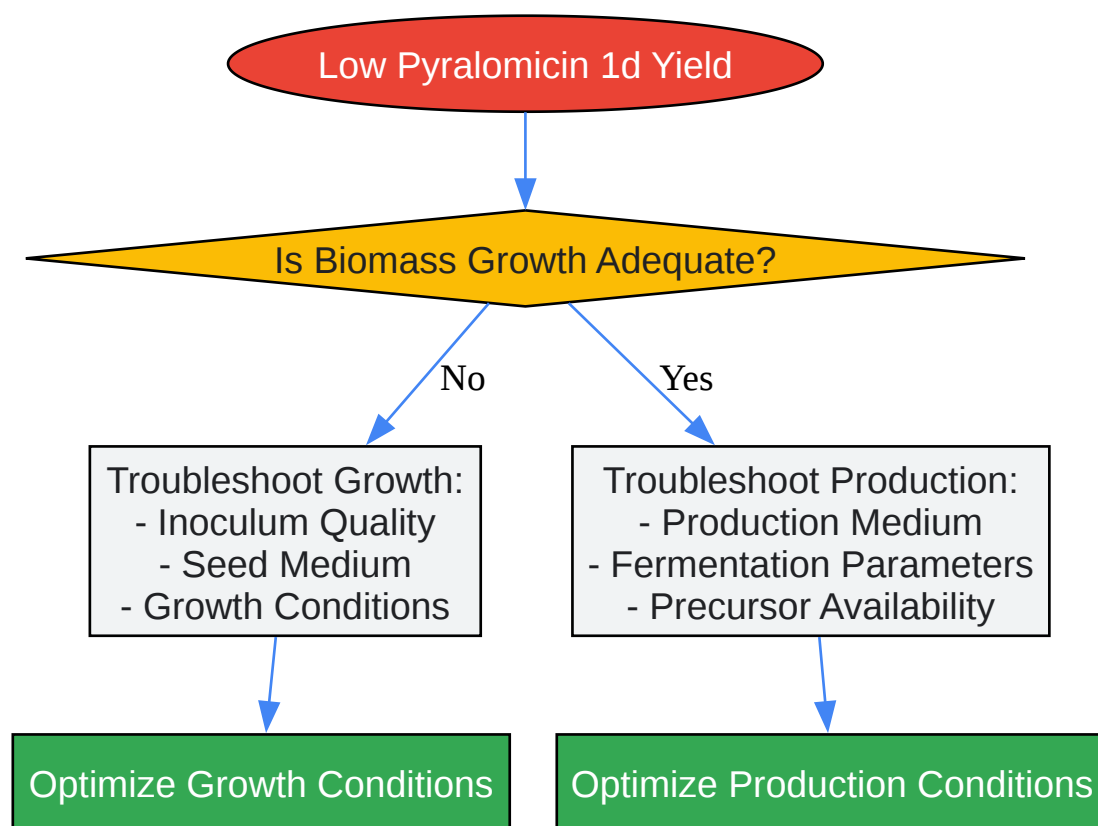 Low Pyralomicin 1d Yield
Is Biomass Growth Adequate?
No
Yes
Troubleshoot Growth:
- Inoculum Quality
- Seed Medium
- Growth Conditions
Troubleshoot Production:
- Production Medium
- Fermentation Parameters
- Precursor Availability
Optimize Growth Conditions
Optimize Production Conditions